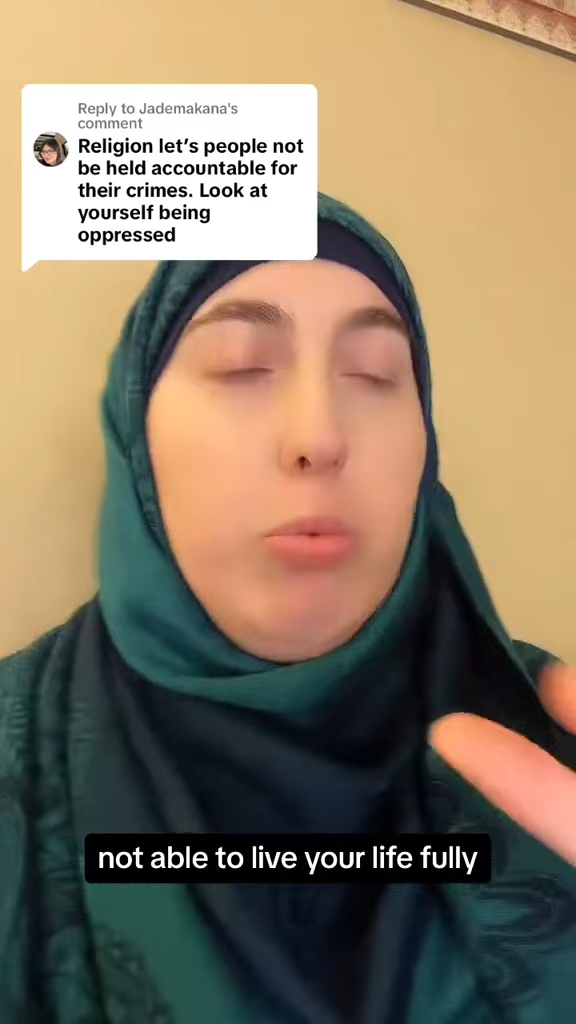 Reply to Jademakana's
comment
Religion let's people not
be held accountable for
their crimes. Look at
yourself being
oppressed
not able to live your life fully